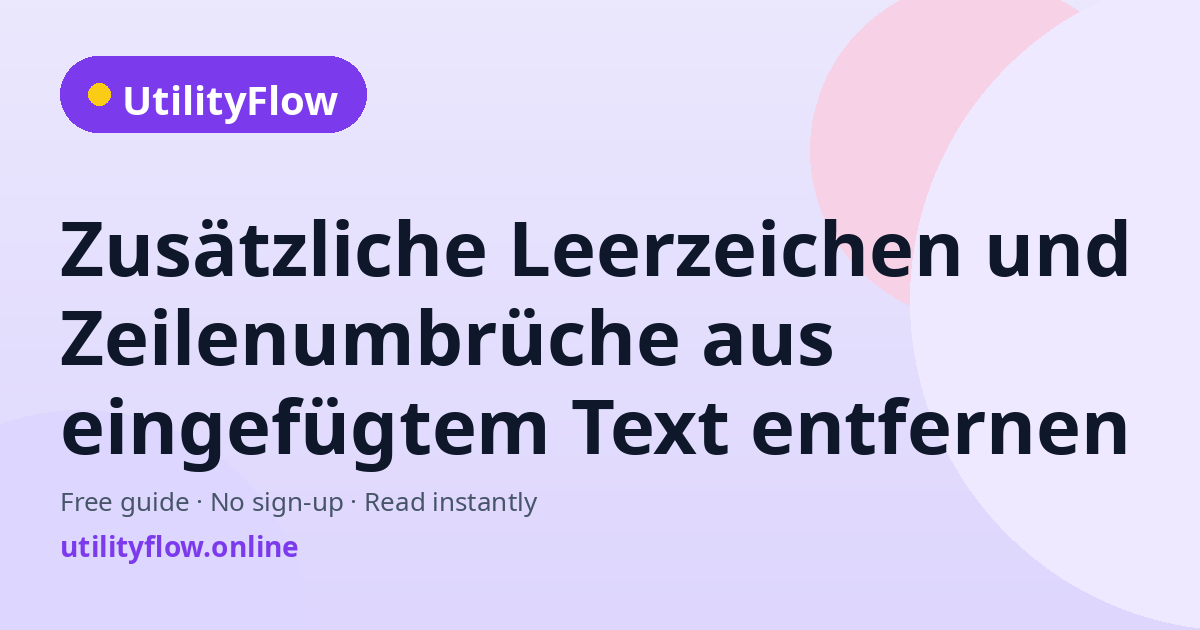 UtilityFlow
Zusätzliche Leerzeichen und
Zeilenumbrüche aus
eingefügtem Text entfernen
Free guide · No sign-up · Read instantly
utilityflow.online